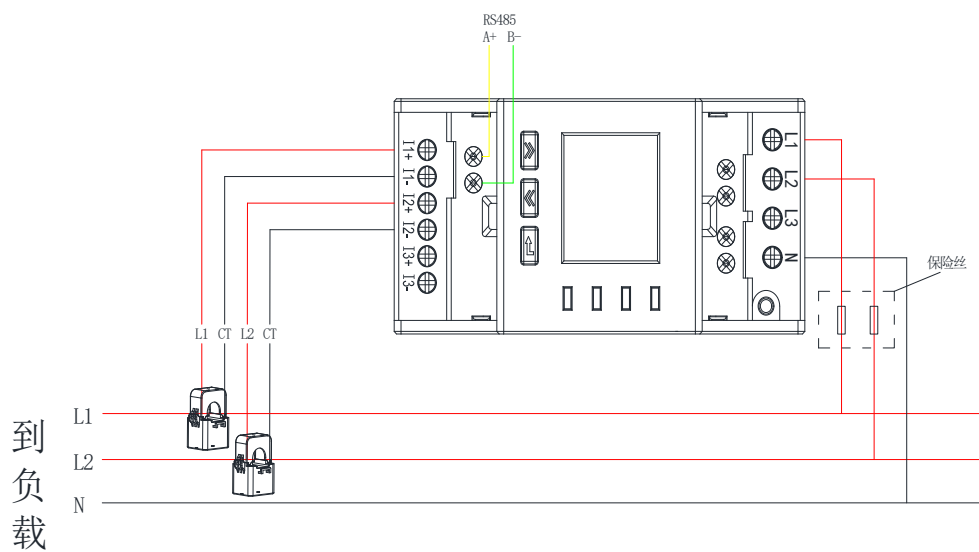 RS485
A+ B-
I1+
I1-
I2+
I2-
I3+
I3-
L1
L2
L3
N
保险丝
L1 CT L2 CT
L1
L2
N
到负载